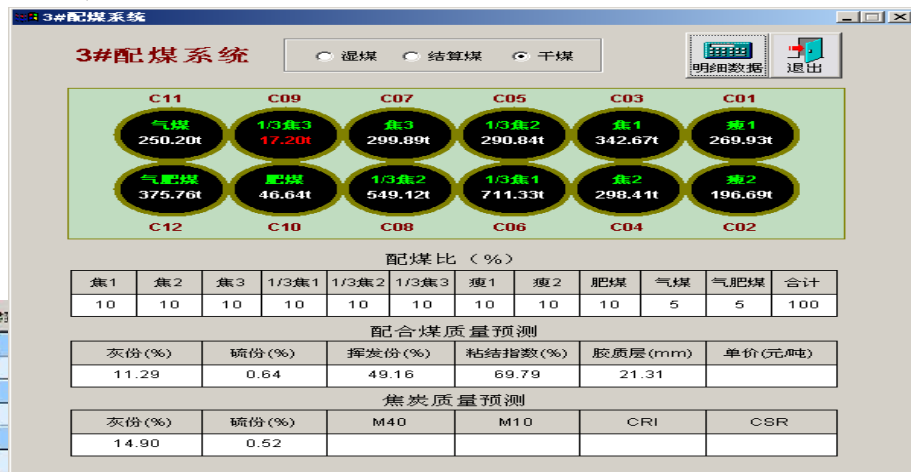 3#配煤系统
3#配煤系统 湿煤 结算煤 干煤 明细数据 退出
C11 C09 C07 C05 C03 C01
气煤 1/3焦3 焦3 1/3焦2 焦1 瘦1
250.20t 17.20t 299.89t 290.84t 342.67t 269.93t
气肥煤 肥煤 1/3焦2 1/3焦1 焦2 瘦2
375.76t 46.64t 549.12t 711.33t 298.41t 196.69t
C12 C10 C08 C06 C04 C02
配煤比（%）
焦1 焦2 焦3 1/3焦1 1/3焦2 1/3焦3 瘦1 瘦2 肥煤 气煤 气肥煤 合计
10 10 10 10 10 10 10 10 10 5 5 100
配合煤质量预测
灰份(%) 硫份(%) 挥发份(%) 粘结指数(%) 胶质层(mm) 单价(元/吨)
11.29 0.64 49.16 69.79 21.31
焦炭质量预测
灰份(%) 硫份(%) M40 M10 CRI CSR
14.90 0.52